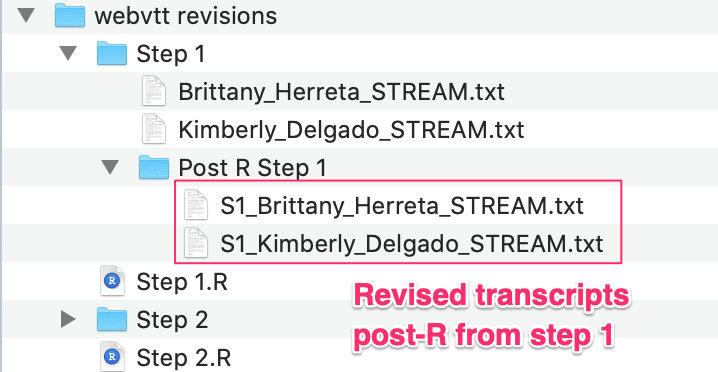 webvtt revisions
Step 1
Brittany_Herreta_STREAM.txt
Kimberly_Delgado_STREAM.txt
Post R Step 1
S1_Brittany_Herreta_STREAM.txt
S1_Kimberly_Delgado_STREAM.txt
Step 1.R
Step 2
Step 2.R
Revised transcripts
post-R from step 1